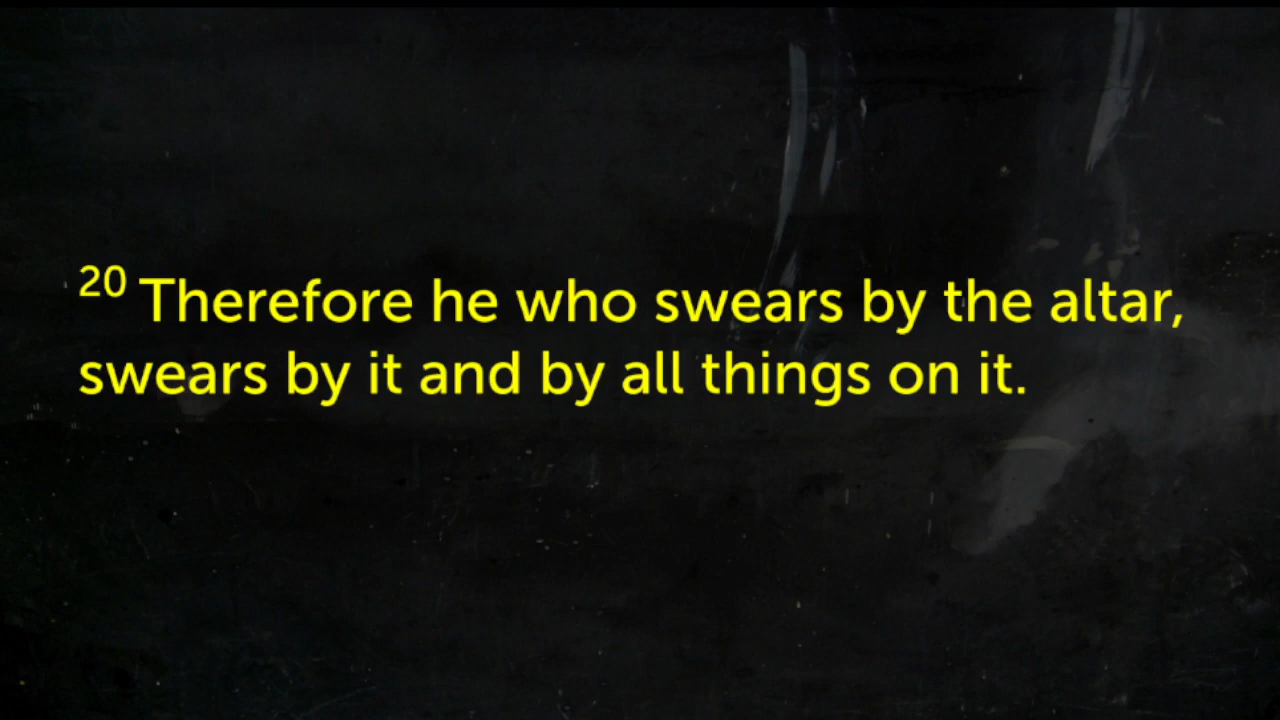 20 Therefore he who swears by the altar,
swears by it and by all things on it.